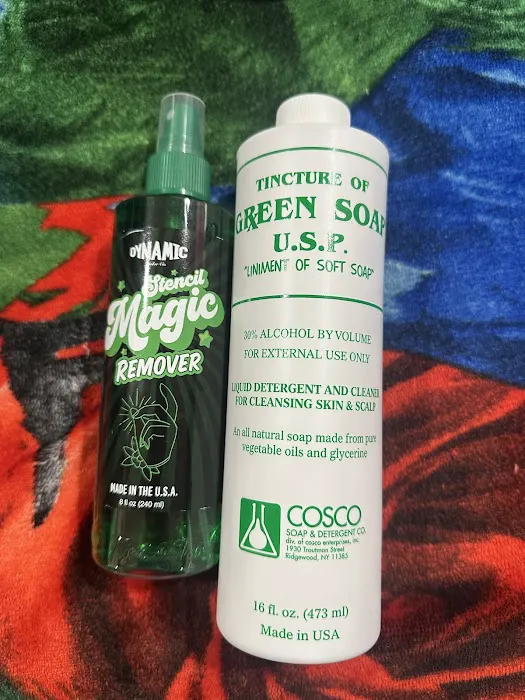 DYNAMIC
Stencil
Magic
REMOVER
MADE IN THE U.S.A.
8 fl oz (240 ml)
TINCTURE OF
GREEN SOAP
U.S.P.
"LINIMENT OF SOFT SOAP"
30% ALCOHOL BY VOLUME
FOR EXTERNAL USE ONLY
LIQUID DETERGENT AND CLEANER
FOR CLEANSING SKIN & SCALP
An all natural soap made from pure
vegetable oils and glycerine
COSCO
SOAP & DETERGENT CO.
div. of cosco enterprises, inc.
1930 Troutman Street
Ridgewood, NY 11385
16 fl. oz. (473 ml)
Made in USA